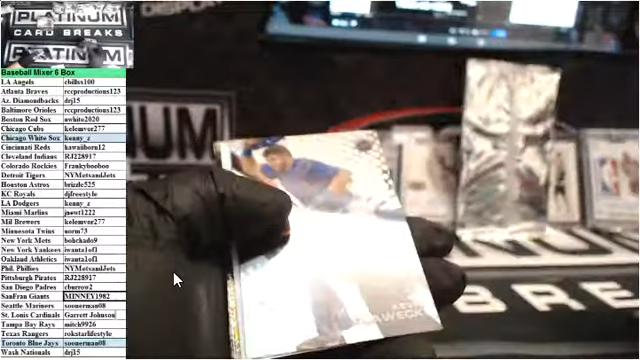 PLATINUM
CARD BREAKS
PLATINUM
Baseball Mixer 6 Box
LA Angels chillss100
Atlanta Braves rccproductions123
Az. Diamondbacks drj15
Baltimore Orioles rccproductions123
Boston Red Sox nwhite2020
Chicago Cubs kelemvor277
Chicago White Sox kenny_z
Cincinnati Reds hawaiiborn12
Cleveland Indians RJ228917
Colorado Rockies Frankybooboo
Detroit Tigers NYMetsandJets
Houston Astros brizzle525
KC Royals djfreestyle
LA Dodgers kenny_z
Miami Marlins jnewt1222
Mil Brewers kelemvor277
Minnesota Twins norm73
New York Mets bohchado9
New York Yankees iwanta1of1
Oakland Athletics iwanta1of1
Phil. Phillies NYMetsandJets
Pittsburgh Pirates RJ228917
San Diego Padres cburrow2
SanFran Giants MINNEY1982
Seattle Mariners soonerman08
St. Louis Cardinals Garrett Johnson
Tampa Bay Rays mitch9926
Texas Rangers rokstarlifestyle
Toronto Blue Jays soonerman08
Wash Nationals drj15